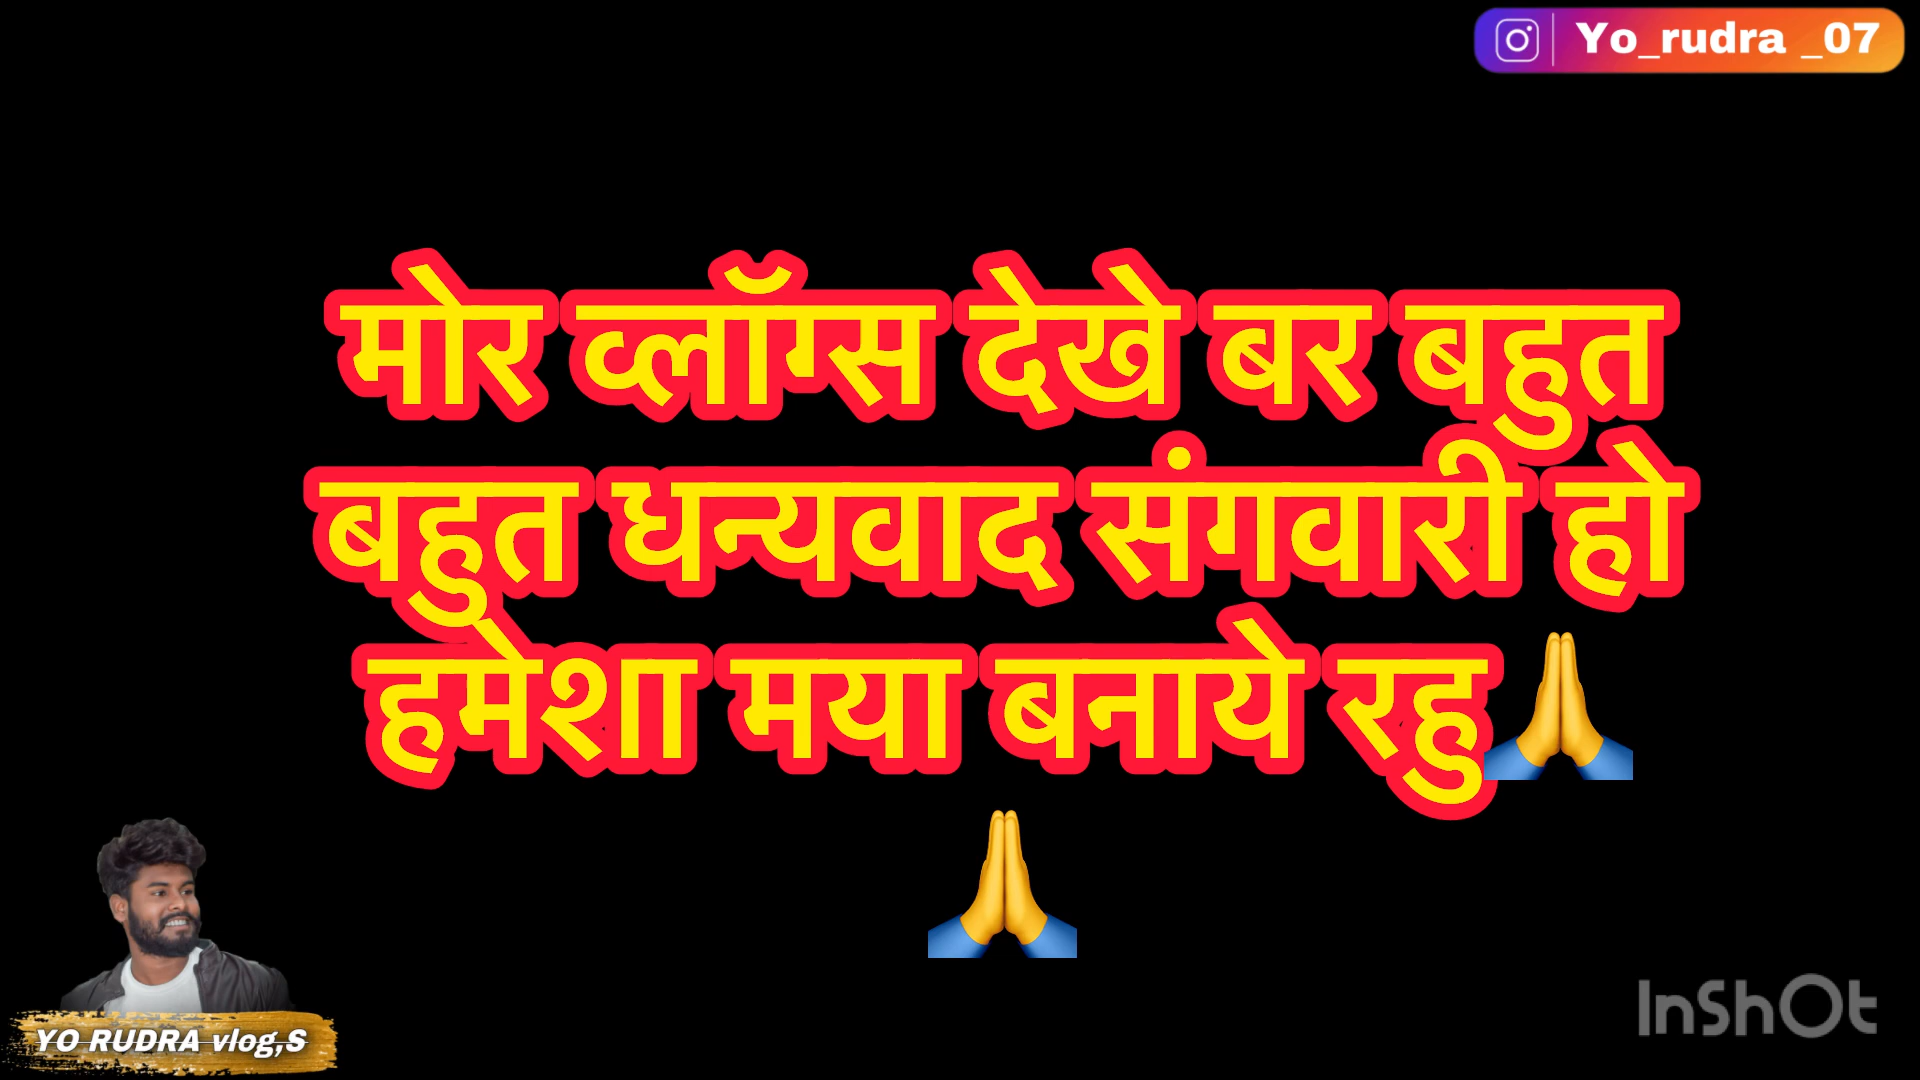 Yo_rudra _07
मोर व्लॉग्स देखे बर बहुत
बहुत धन्यवाद संगवारी हो
हमेशा मया बनाये रहु🙏
🙏
YO RUDRA vlog,S
InShOt